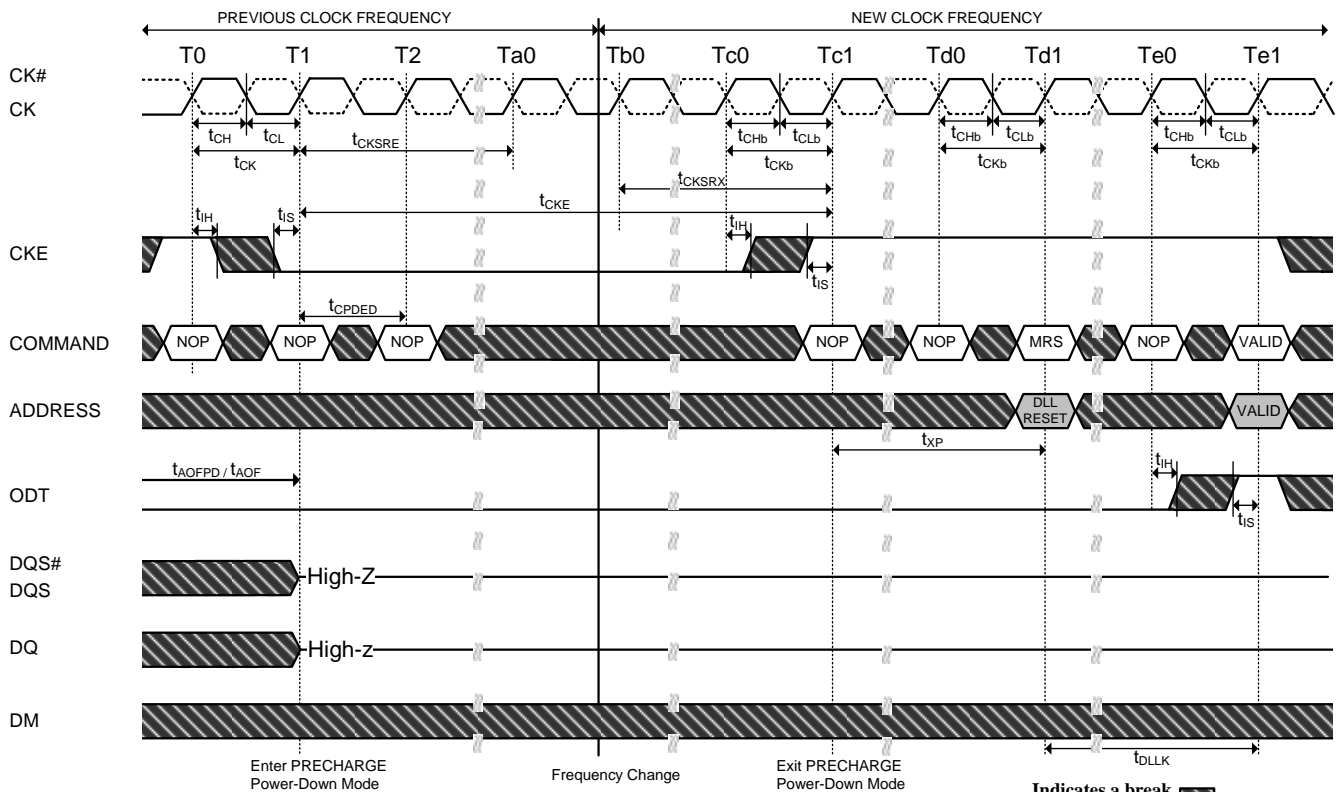 PREVIOUS CLOCK FREQUENCY NEW CLOCK FREQUENCY
T0 T1 T2 Ta0 Tb0 Tc0 Tc1 Td0 Td1 Te0 Te1
CK#
CK
tCH tCL tCKSRE tCHb tCLb tCHb tCLb tCHb tCLb
tCK tCKb tCKb tCKb
tCKSRX
tCKE
tIH tIS tIH
CKE
tIS
tCPDED
COMMAND NOP NOP NOP NOP NOP MRS NOP VALID
ADDRESS DLL RESET VALID
tXP
tAOFPD / tAOF tIH
ODT
tIS
DQS#
DQS High-Z
DQ High-z
DM
tDLLK
Enter PRECHARGE
Power-Down Mode
Frequency Change
Exit PRECHARGE
Power-Down Mode
Indicates a break